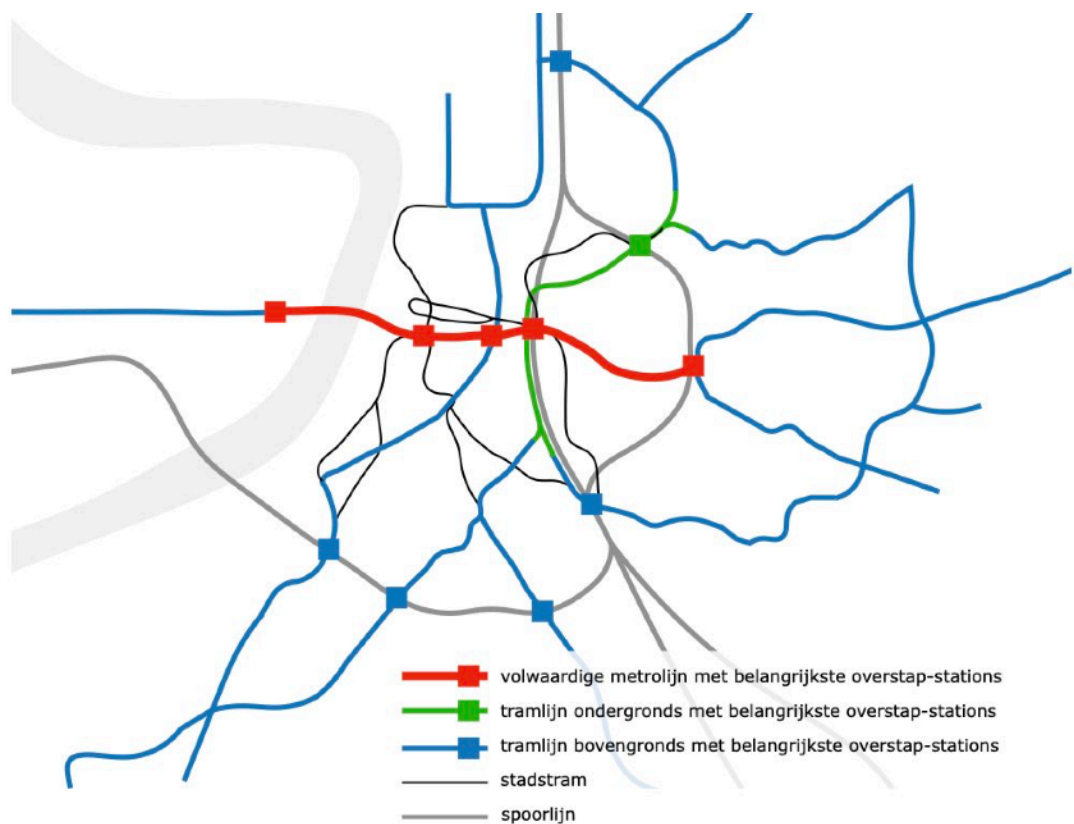 volwaardige metrolijn met belangrijkste overstap-stations
tramlijn ondergronds met belangrijkste overstap-stations
tramlijn bovengronds met belangrijkste overstap-stations
stadstram
spoorlijn